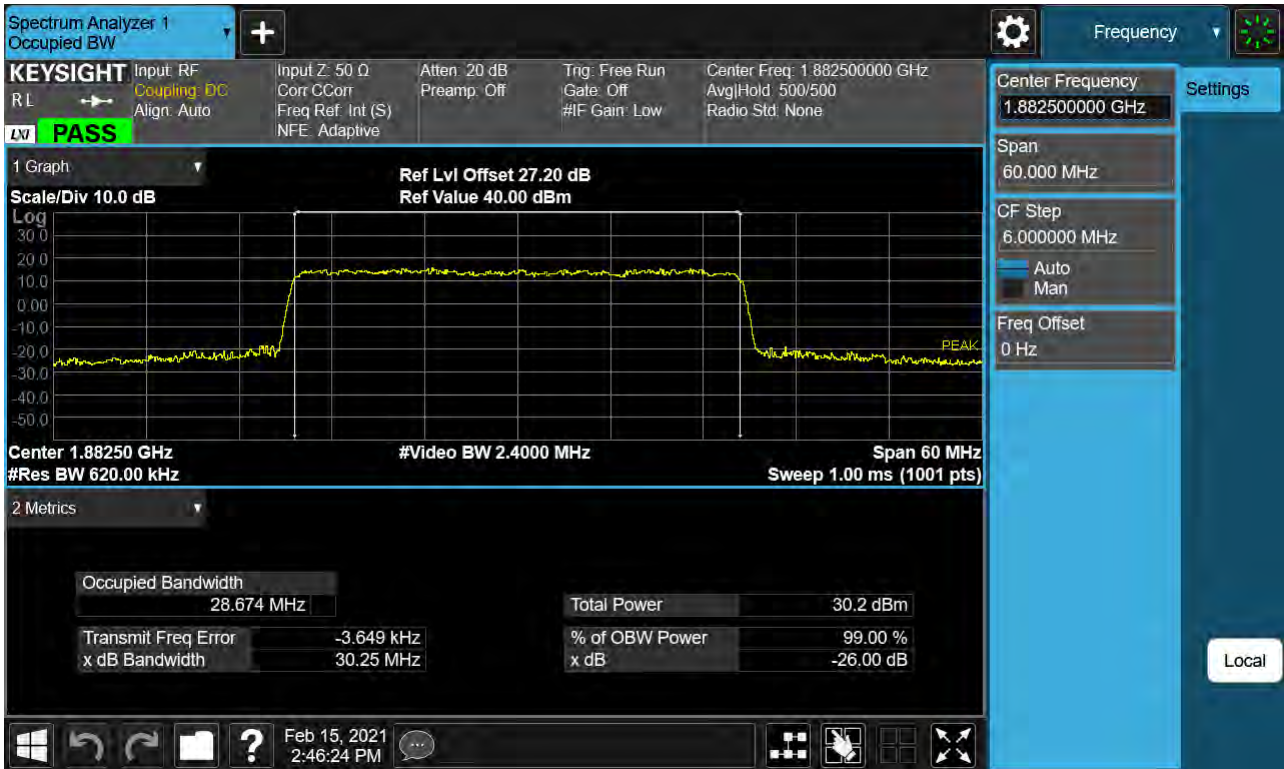 Spectrum Analyzer 1
Occupied BW
+
Frequency
KEYSIGHT
RL
LXI
PASS
Input: RF
Coupling: DC
Align: Auto
Input Z: 50 Ω
Corr CCorr
Freq Ref: Int (S)
NFE: Adaptive
Atten: 20 dB
Preamp: Off
Trig: Free Run
Gate: Off
#IF Gain: Low
Center Freq: 1.882500000 GHz
Avg|Hold: 500/500
Radio Std: None
Center Frequency
1.882500000 GHz
Settings
Span
60.000 MHz
CF Step
6.000000 MHz
Auto
Man
Freq Offset
0 Hz
Local
1 Graph
Scale/Div 10.0 dB
Ref Lvl Offset 27.20 dB
Ref Value 40.00 dBm
Log
30.0
20.0
10.0
0.00
-10.0
-20.0
-30.0
-40.0
-50.0
PEAK
Center 1.88250 GHz
#Video BW 2.4000 MHz
Span 60 MHz
#Res BW 620.00 kHz
Sweep 1.00 ms (1001 pts)
2 Metrics
Occupied Bandwidth
28.674 MHz
Total Power 30.2 dBm
Transmit Freq Error -3.649 kHz
% of OBW Power 99.00 %
x dB Bandwidth 30.25 MHz
x dB -26.00 dB
?
Feb 15, 2021
2:46:24 PM